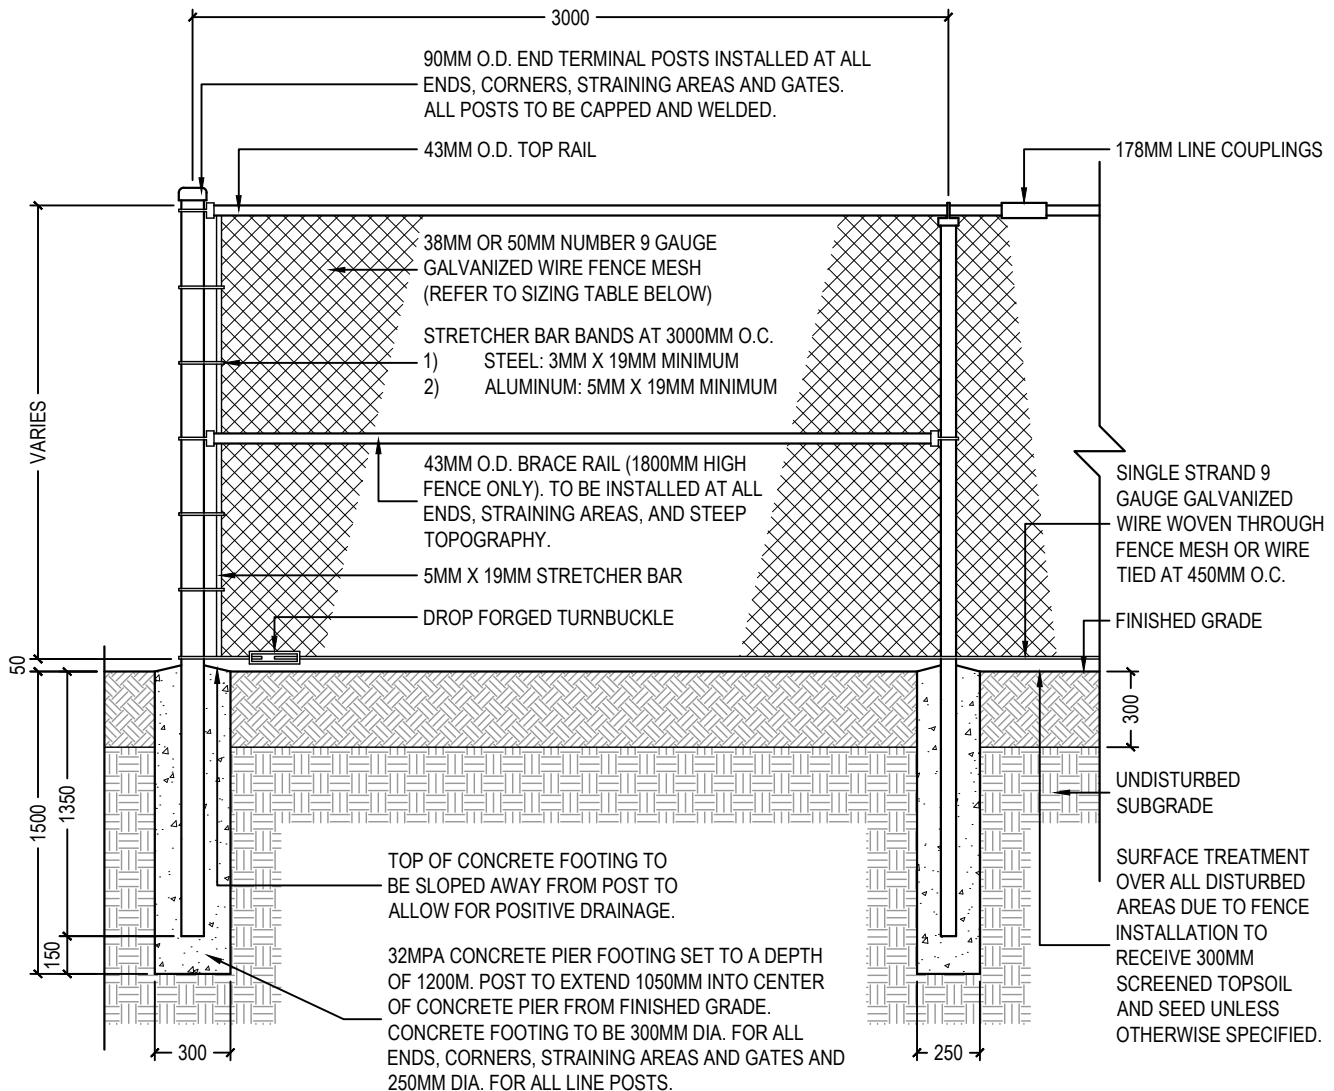 3000
90MM O.D. END TERMINAL POSTS INSTALLED AT ALL
ENDS, CORNERS, STRAINING AREAS AND GATES.
ALL POSTS TO BE CAPPED AND WELDED.
43MM O.D. TOP RAIL
178MM LINE COUPLINGS
38MM OR 50MM NUMBER 9 GAUGE
GALVANIZED WIRE FENCE MESH
(REFER TO SIZING TABLE BELOW)
STRETCHER BAR BANDS AT 3000MM O.C.
1) STEEL: 3MM X 19MM MINIMUM
2) ALUMINUM: 5MM X 19MM MINIMUM
VARIES
43MM O.D. BRACE RAIL (1800MM HIGH
FENCE ONLY). TO BE INSTALLED AT ALL
ENDS, STRAINING AREAS, AND STEEP
TOPOGRAPHY.
SINGLE STRAND 9
GAUGE GALVANIZED
WIRE WOVEN THROUGH
FENCE MESH OR WIRE
TIED AT 450MM O.C.
5MM X 19MM STRETCHER BAR
DROP FORGED TURNBUCKLE
FINISHED GRADE
50
300
1500
1350
150
UNDISTURBED
SUBGRADE
TOP OF CONCRETE FOOTING TO
BE SLOPED AWAY FROM POST TO
ALLOW FOR POSITIVE DRAINAGE.
SURFACE TREATMENT
OVER ALL DISTURBED
AREAS DUE TO FENCE
INSTALLATION TO
RECEIVE 300MM
SCREENED TOPSOIL
AND SEED UNLESS
OTHERWISE SPECIFIED.
32MPA CONCRETE PIER FOOTING SET TO A DEPTH
OF 1200M. POST TO EXTEND 1050MM INTO CENTER
OF CONCRETE PIER FROM FINISHED GRADE.
CONCRETE FOOTING TO BE 300MM DIA. FOR ALL
ENDS, CORNERS, STRAINING AREAS AND GATES AND
250MM DIA. FOR ALL LINE POSTS.
300
250